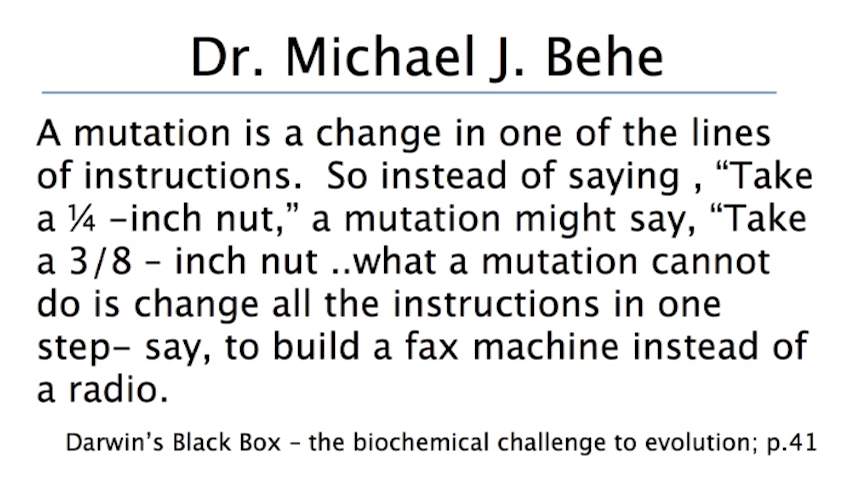 Dr. Michael J. Behe
A mutation is a change in one of the lines
of instructions.  So instead of saying , “Take
a ¼ –inch nut,” a mutation might say, “Take
a 3/8 – inch nut ..what a mutation cannot
do is change all the instructions in one
step– say, to build a fax machine instead of
a radio.
Darwin’s Black Box – the biochemical challenge to evolution; p.41